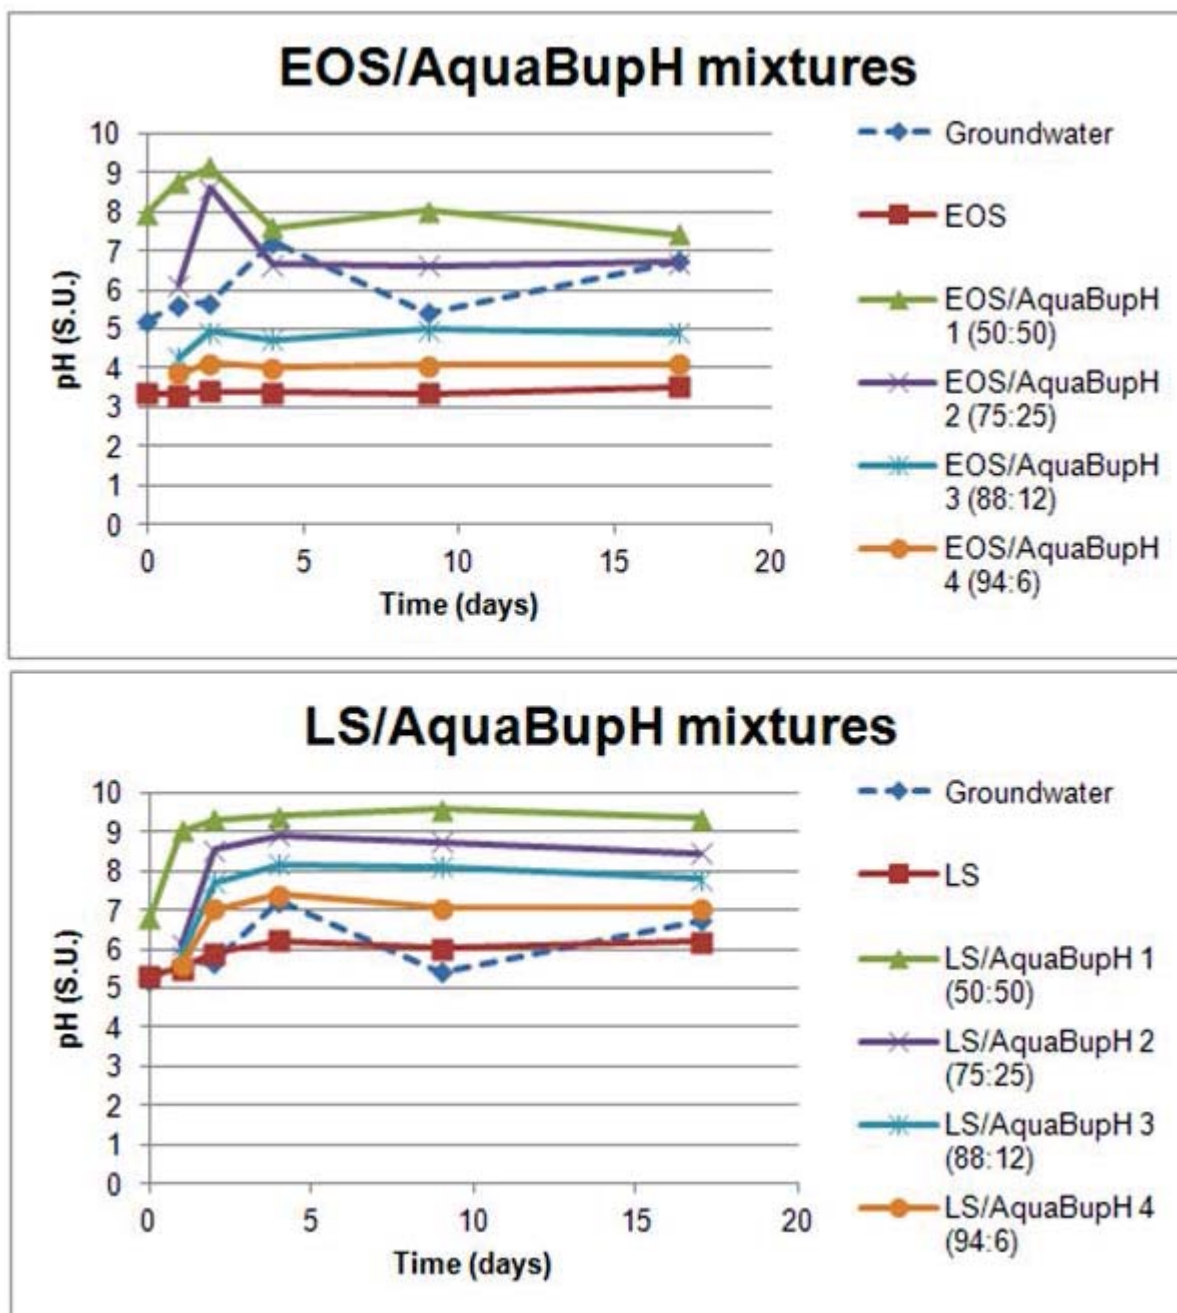 EOS/AquaBupH mixtures
10
9
8
7
6
5
4
3
2
1
0
pH (S.U.)
0 5 10 15 20
Time (days)
Groundwater
EOS
EOS/AquaBupH
1 (50:50)
EOS/AquaBupH
2 (75:25)
EOS/AquaBupH
3 (88:12)
EOS/AquaBupH
4 (94:6)
LS/AquaBupH mixtures
10
9
8
7
6
5
4
3
2
1
0
pH (S.U.)
0 5 10 15 20
Time (days)
Groundwater
LS
LS/AquaBupH 1
(50:50)
LS/AquaBupH 2
(75:25)
LS/AquaBupH 3
(88:12)
LS/AquaBupH 4
(94:6)